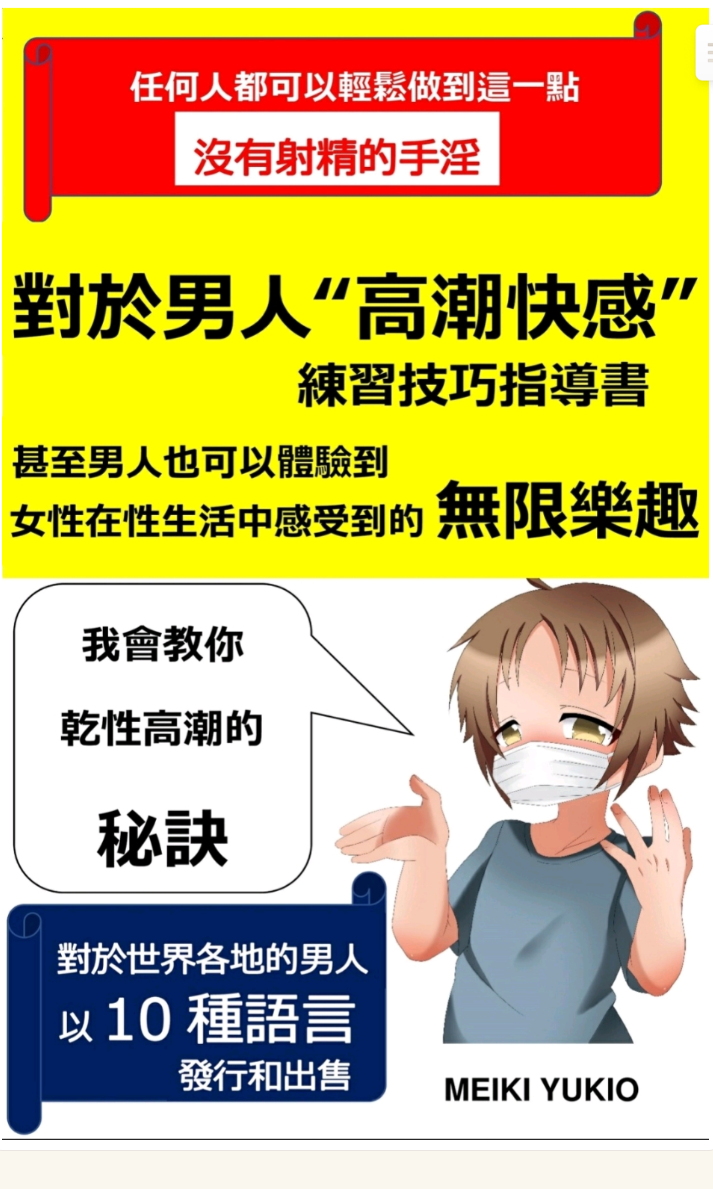 任何人都可以輕鬆做到這一點
沒有射精的手淫
對於男人“高潮快感”
練習技巧指導書
甚至男人也可以體驗到
女性在性生活中感受到的 無限樂趣
我會教你
乾性高潮的
秘訣
對於世界各地的男人
以 10 種語言
發行和出售
MEIKI YUKIO